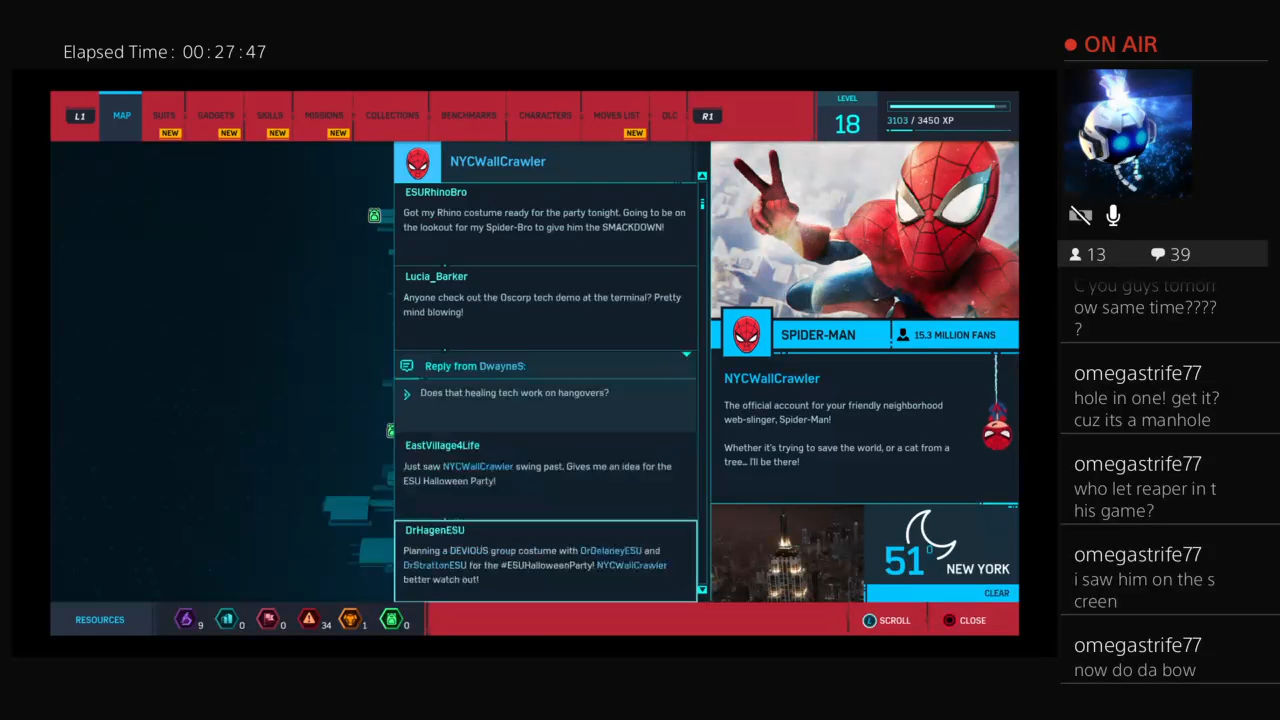 Elapsed Time: 00:27:47
ON AIR
L1
MAP
SUITS
NEW
GADGETS
NEW
SKILLS
NEW
MISSIONS
NEW
COLLECTIONS
BENCHMARKS
CHARACTERS
MOVES LIST
NEW
DLC
R1
LEVEL
18
3103 / 3450 XP
NYCWallCrawler
ESURhinoBro
Got my Rhino costume ready for the party tonight. Going to be on
the lookout for my Spider-Bro to give him the SMACKDOWN!
Lucia_Barker
Anyone check out the Oscorp tech demo at the terminal? Pretty
mind blowing!
Reply from DwayneS:
Does that healing tech work on hangovers?
EastVillage4Life
Just saw NYCWallCrawler swing past. Gives me an idea for the
ESU Halloween Party!
DrHagenESU
Planning a DEVIOUS group costume with DrDelaneyESU and
DrStrattonESU for the #ESUHalloweenParty! NYCWallCrawler
better watch out!
SPIDER-MAN
15.3 MILLION FANS
NYCWallCrawler
The official account for your friendly neighborhood
web-slinger, Spider-Man!
Whether it's trying to save the world, or a cat from a
tree... I'll be there!
51° NEW YORK
CLEAR
RESOURCES
9
0
0
34
1
0
L SCROLL
CLOSE
13
39
C you guys tomorr
ow same time????
?
omegastrife77
hole in one! get it?
cuz its a manhole
omegastrife77
who let reaper in t
his game?
omegastrife77
i saw him on the s
creen
omegastrife77
now do da bow